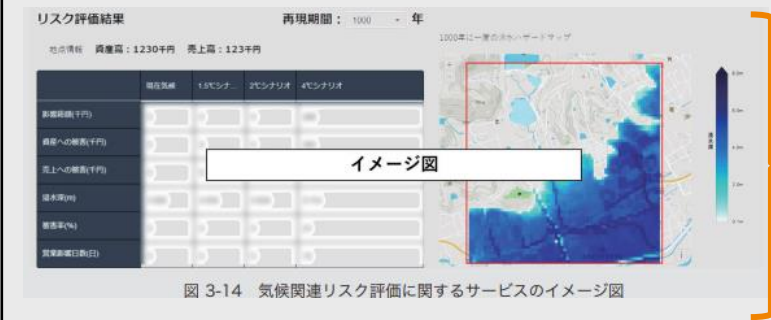 リスク評価結果
再現期間： 1000 年
地点情報 資産高：1230千円 売上高：123千円
1000年に一度の洪水ハザードマップ
現在気候 1.5℃シナ... 2℃シナリオ 4℃シナリオ
影響総額(千円)
資産への被害(千円)
売上への被害(千円)
浸水深(m)
被害率(%)
営業影響日数(日)
イメージ図
浸水深
図 3-14 気候関連リスク評価に関するサービスのイメージ図